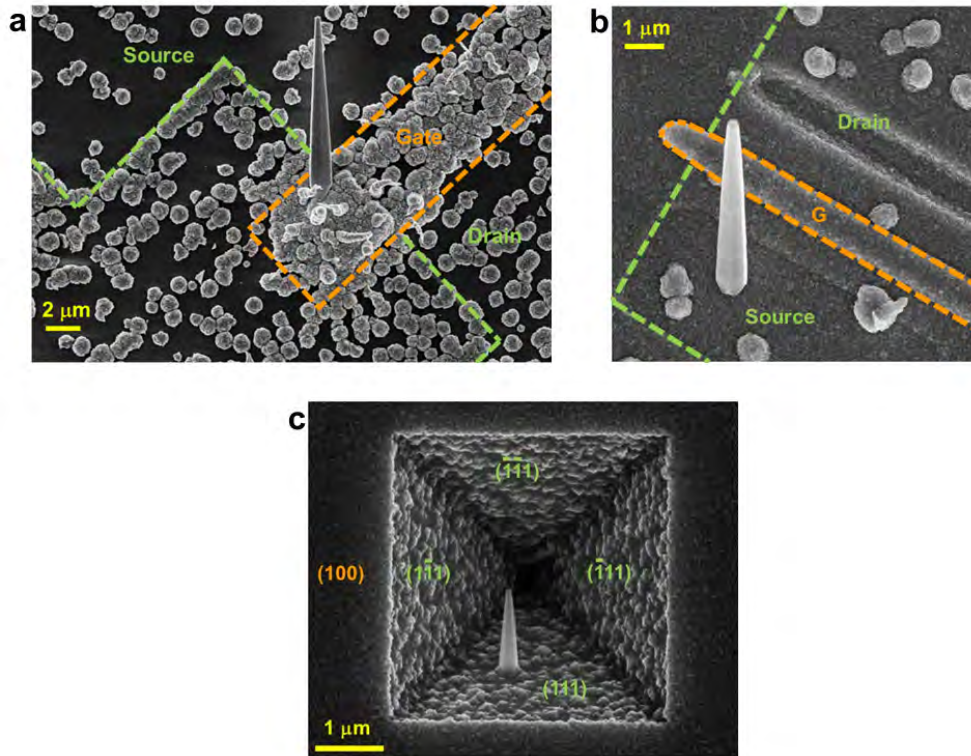 a
Source
Gate
Drain
2 μm
b
1 μm
Drain
G
Source
c
(1̅1̅1)
(100)
(11̅1)
(1̅11)
(111)
1 μm